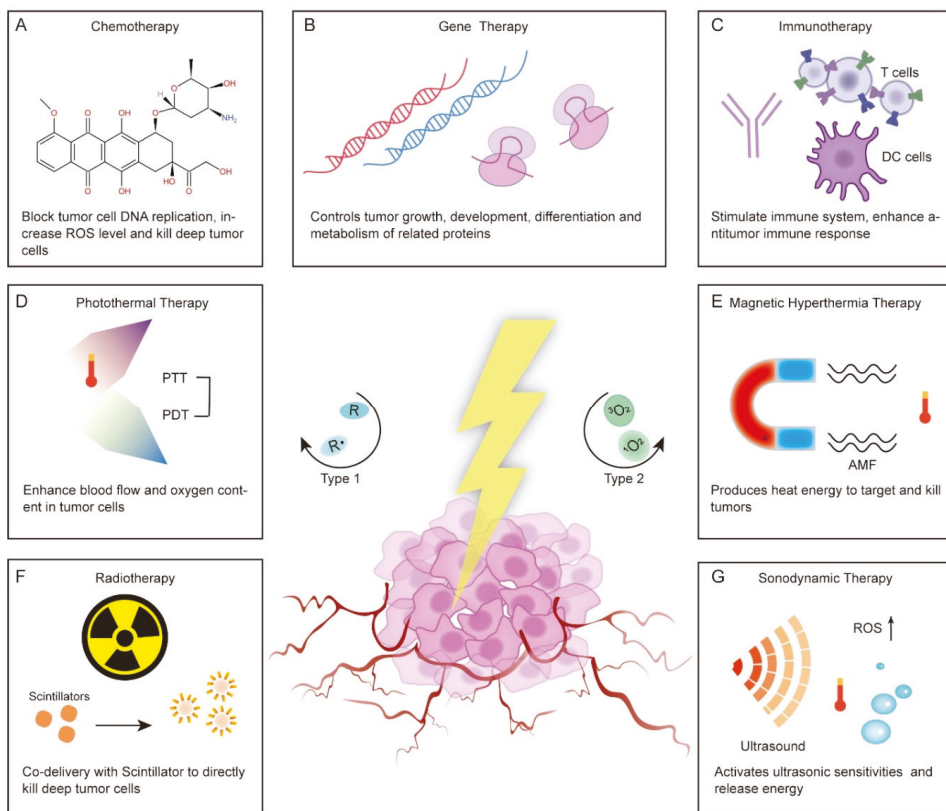 A
Chemotherapy
O
O
OH
O
OH
H
O
O
OH
NH₂
O
OH
HO
O
OH
Block tumor cell DNA replication, in-
crease ROS level and kill deep tumor
cells
B
Gene Therapy
Controls tumor growth, development, differentiation and
metabolism of related proteins
C
Immunotherapy
T cells
DC cells
Stimulate immune system, enhance a-
ntitumor immune response
D
Photothermal Therapy
PTT
PDT
Enhance blood flow and oxygen cont-
ent in tumor cells
R
R•
Type 1
³O₂
¹O₂
Type 2
E
Magnetic Hyperthermia Therapy
AMF
Produces heat energy to target and kill
tumors
F
Radiotherapy
Scintillators
Co-delivery with Scintillator to directly
kill deep tumor cells
G
Sonodynamic Therapy
ROS
Ultrasound
Activates ultrasonic sensitivities and
release energy